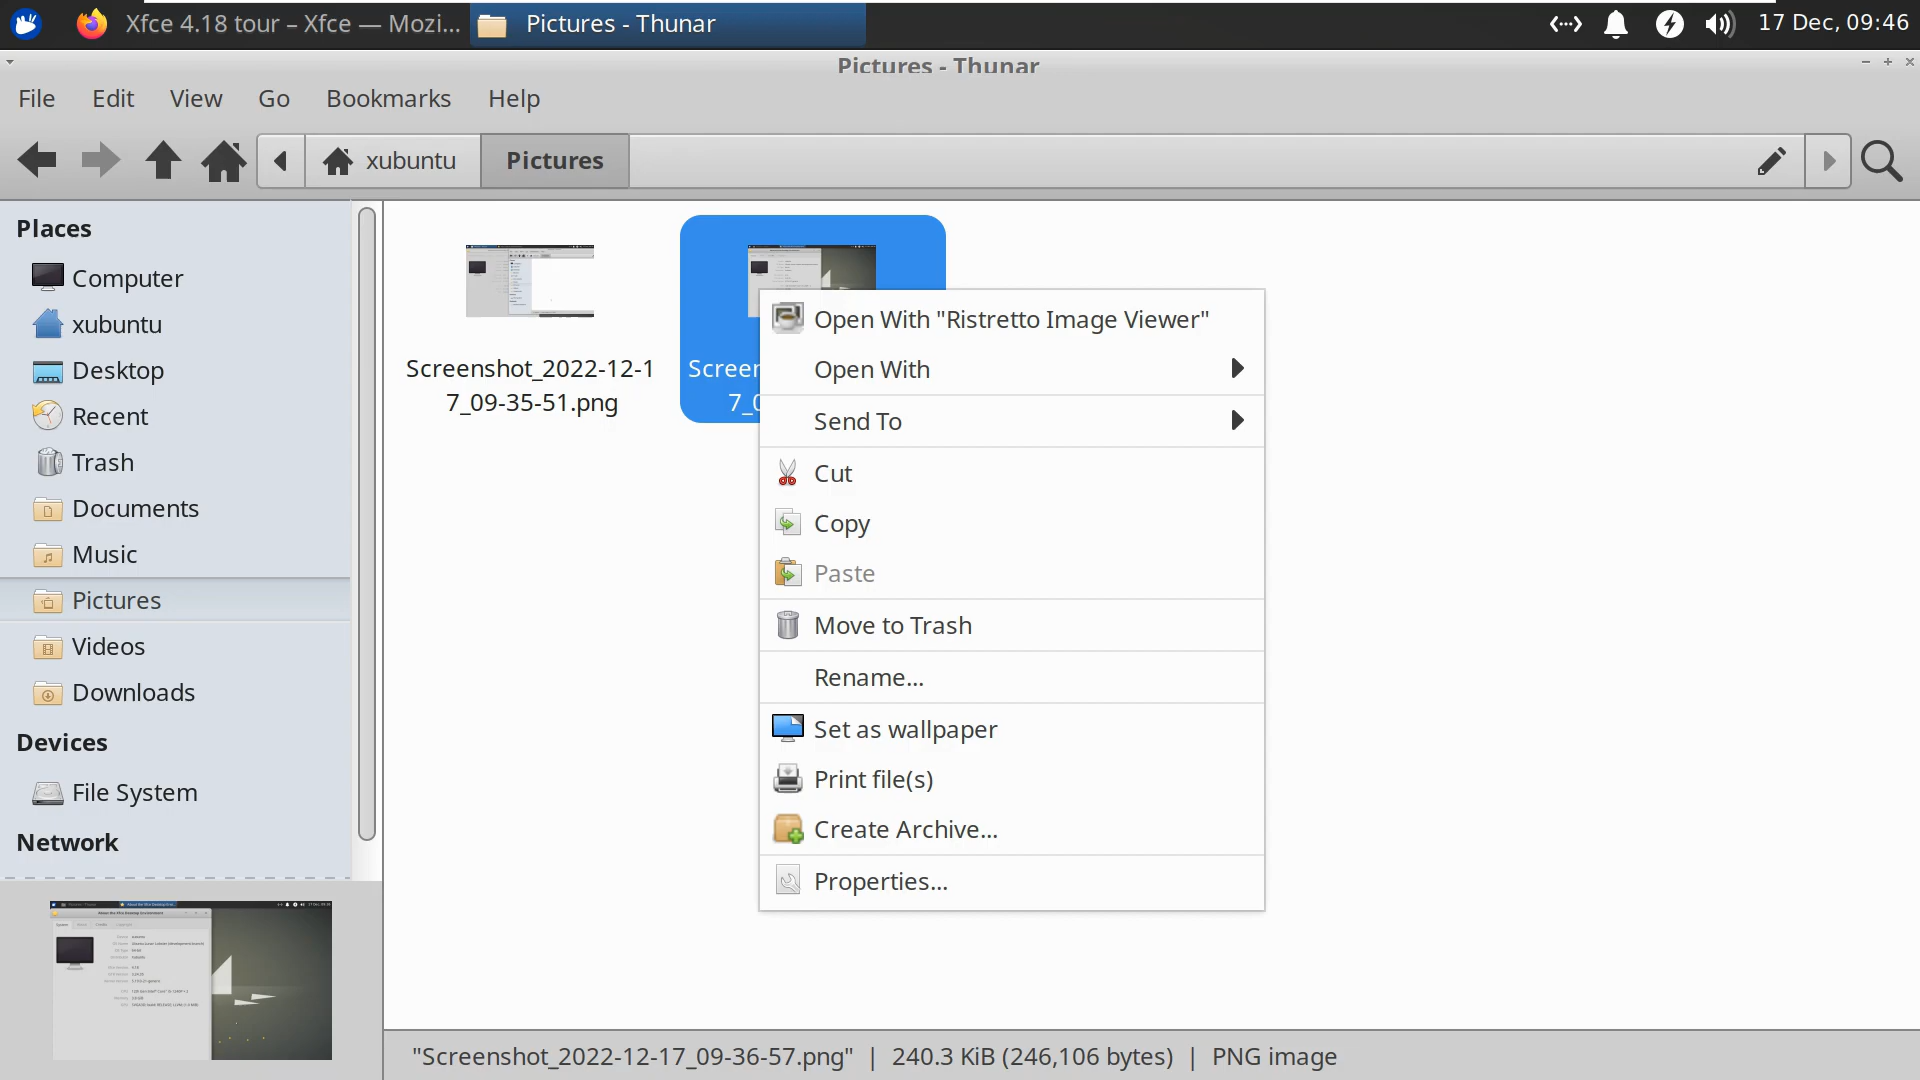 Xfce 4.18 tour – Xfce — Mozi...
Pictures - Thunar
17 Dec, 09:46
Pictures - Thunar
File Edit View Go Bookmarks Help
xubuntu Pictures
Places
Computer
xubuntu
Desktop
Recent
Trash
Documents
Music
Pictures
Videos
Downloads
Devices
File System
Network
Screenshot_2022-12-1
7_09-35-51.png
Screen
7_0
Open With "Ristretto Image Viewer"
Open With
Send To
Cut
Copy
Paste
Move to Trash
Rename...
Set as wallpaper
Print file(s)
Create Archive...
Properties...
"Screenshot_2022-12-17_09-36-57.png" | 240.3 KiB (246,106 bytes) | PNG image